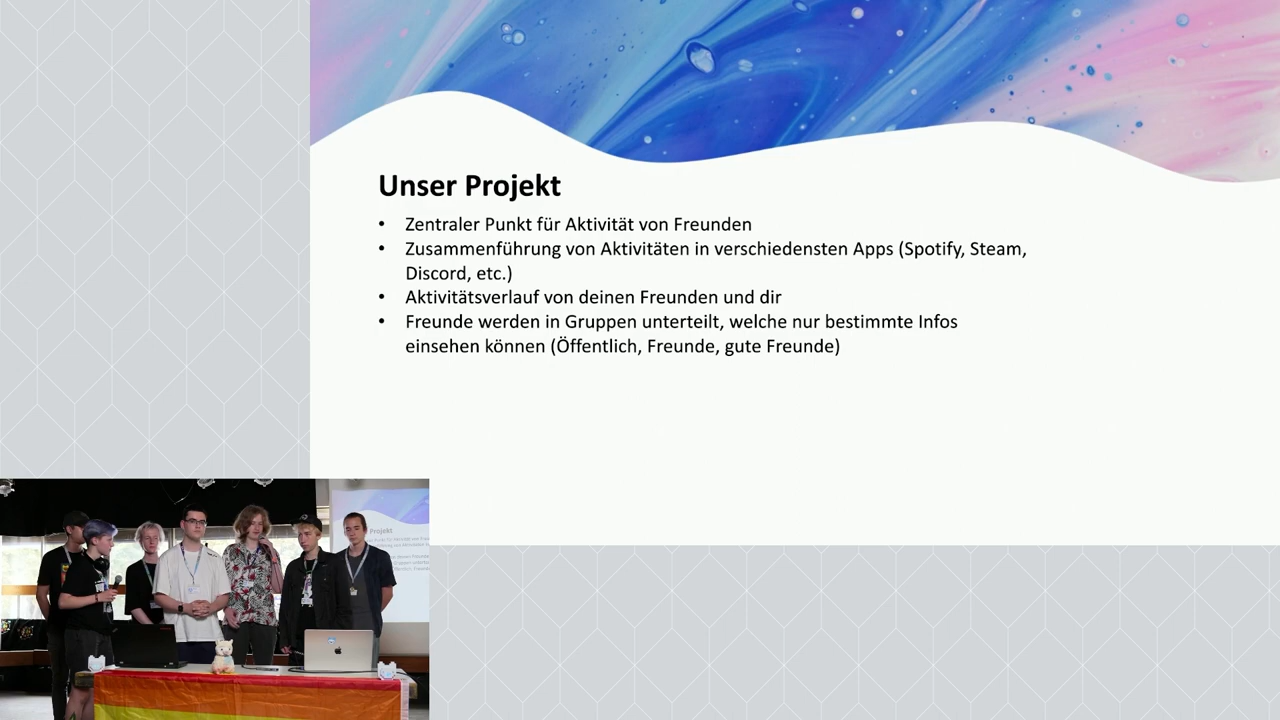 Unser Projekt
• Zentraler Punkt für Aktivität von Freunden
• Zusammenführung von Aktivitäten in verschiedensten Apps (Spotify, Steam,
Discord, etc.)
• Aktivitätsverlauf von deinen Freunden und dir
• Freunde werden in Gruppen unterteilt, welche nur bestimmte Infos
einsehen können (Öffentlich, Freunde, gute Freunde)
Projekt